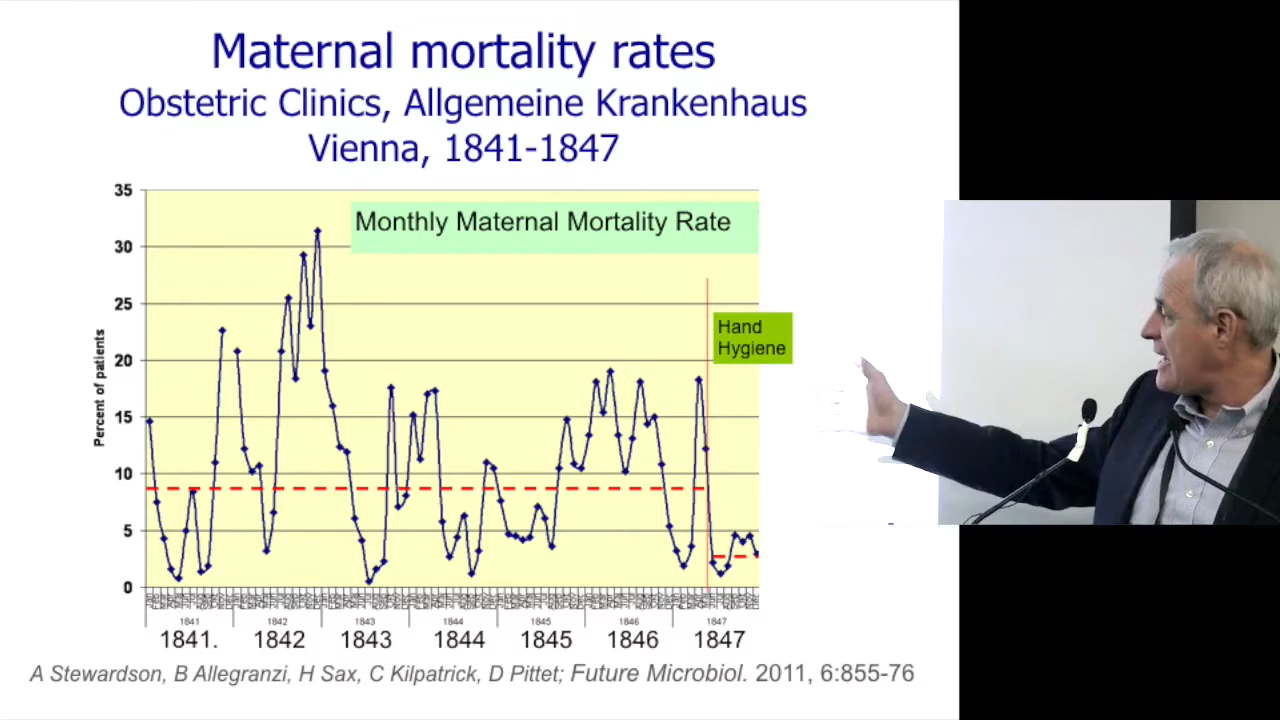 Maternal mortality rates
Obstetric Clinics, Allgemeine Krankenhaus
Vienna, 1841-1847
35
Monthly Maternal Mortality Rate
30
25
Hand
Hygiene
20
Percent of patients
15
10
5
0
1841 1842 1843 1844 1845 1846 1847
1841. 1842 1843 1844 1845 1846 1847
A Stewardson, B Allegranzi, H Sax, C Kilpatrick, D Pittet; Future Microbiol. 2011, 6:855-76